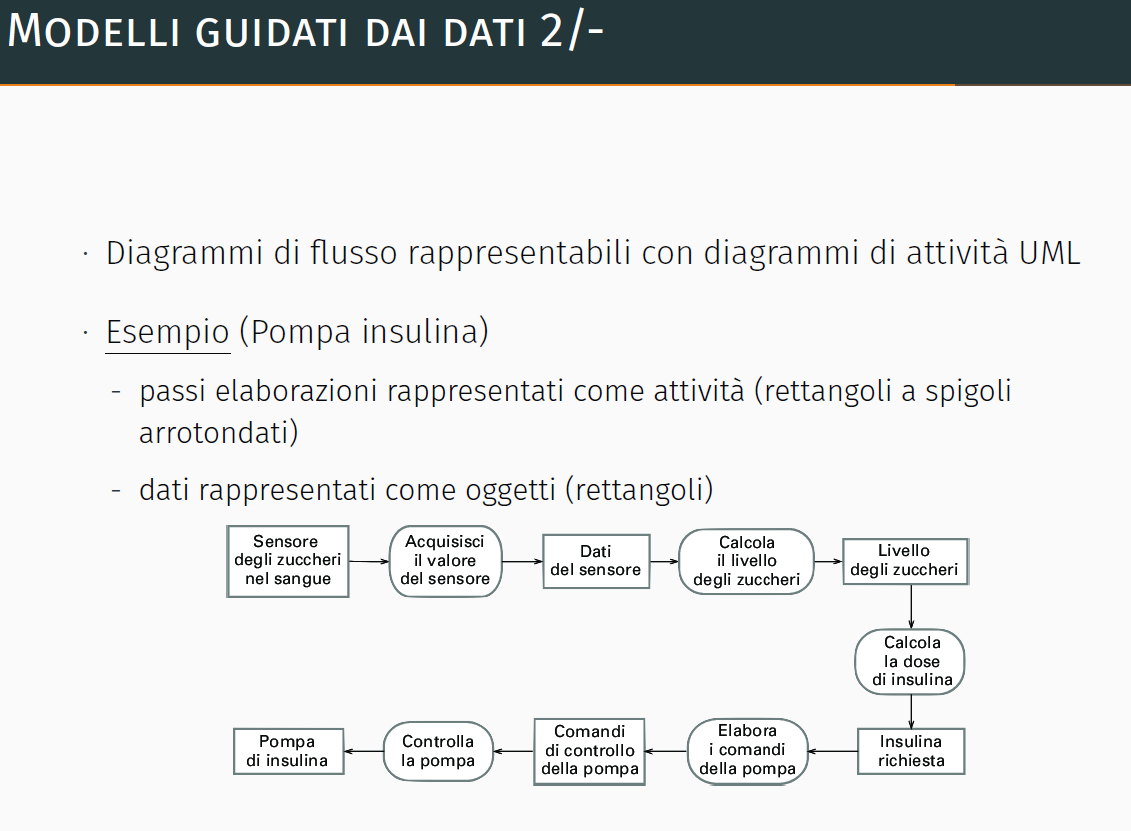 Modelli guidati dai dati 2/-
· Diagrammi di flusso rappresentabili con diagrammi di attività UML
· Esempio (Pompa insulina)
- passi elaborazioni rappresentati come attività (rettangoli a spigoli
arrotondati)
- dati rappresentati come oggetti (rettangoli)
Sensore
degli zuccheri
nel sangue
Acquisisci
il valore
del sensore
Dati
del sensore
Calcola
il livello
degli zuccheri
Livello
degli zuccheri
Calcola
la dose
di insulina
Insulina
richiesta
Elabora
i comandi
della pompa
Comandi
di controllo
della pompa
Controlla
la pompa
Pompa
di insulina